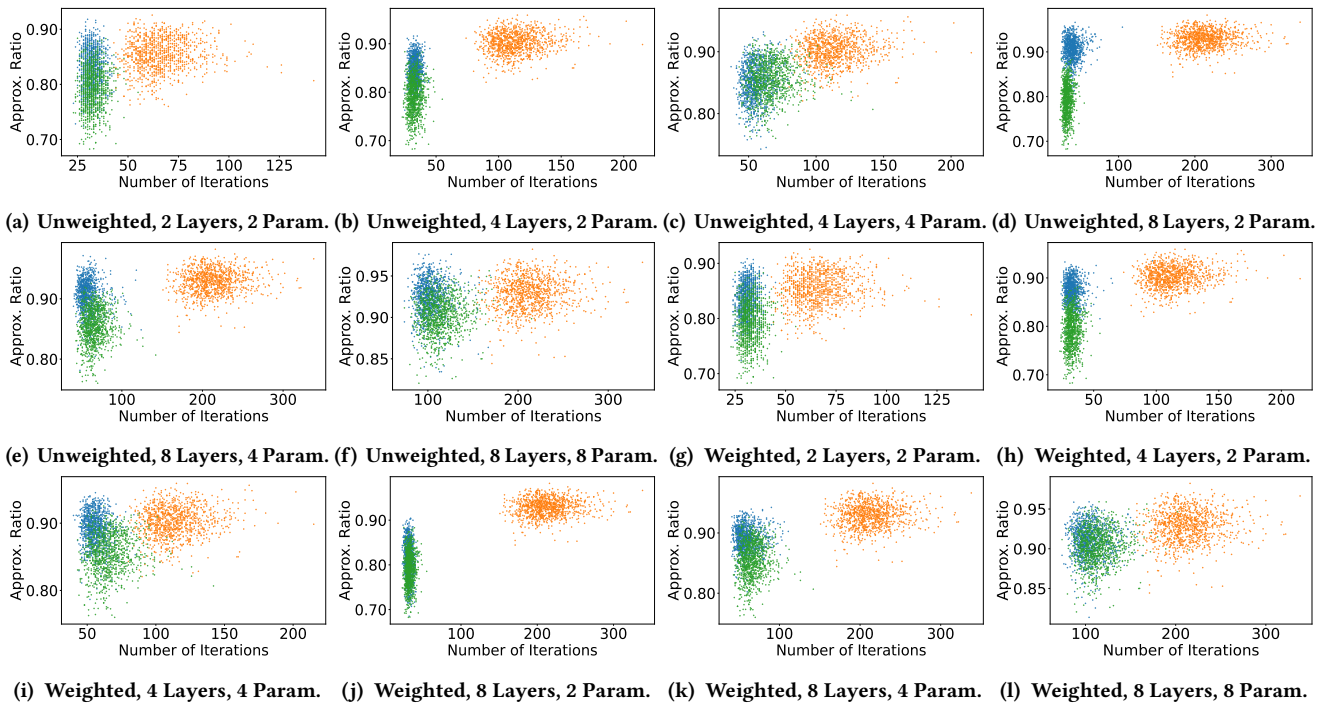 Approx. Ratio
0.90
0.80
0.70
25 50 75 100 125
Number of Iterations
(a) Unweighted, 2 Layers, 2 Param.
Approx. Ratio
0.90
0.80
0.70
50 100 150 200
Number of Iterations
(b) Unweighted, 4 Layers, 2 Param.
Approx. Ratio
0.90
0.80
50 100 150 200
Number of Iterations
(c) Unweighted, 4 Layers, 4 Param.
Approx. Ratio
0.90
0.80
0.70
100 200 300
Number of Iterations
(d) Unweighted, 8 Layers, 2 Param.
Approx. Ratio
0.90
0.80
100 200 300
Number of Iterations
(e) Unweighted, 8 Layers, 4 Param.
Approx. Ratio
0.95
0.90
0.85
100 200 300
Number of Iterations
(f) Unweighted, 8 Layers, 8 Param.
Approx. Ratio
0.90
0.80
0.70
25 50 75 100 125
Number of Iterations
(g) Weighted, 2 Layers, 2 Param.
Approx. Ratio
0.90
0.80
0.70
50 100 150 200
Number of Iterations
(h) Weighted, 4 Layers, 2 Param.
Approx. Ratio
0.90
0.80
50 100 150 200
Number of Iterations
(i) Weighted, 4 Layers, 4 Param.
Approx. Ratio
0.90
0.80
0.70
100 200 300
Number of Iterations
(j) Weighted, 8 Layers, 2 Param.
Approx. Ratio
0.90
0.80
100 200 300
Number of Iterations
(k) Weighted, 8 Layers, 4 Param.
Approx. Ratio
0.95
0.90
0.85
100 200 300
Number of Iterations
(l) Weighted, 8 Layers, 8 Param.